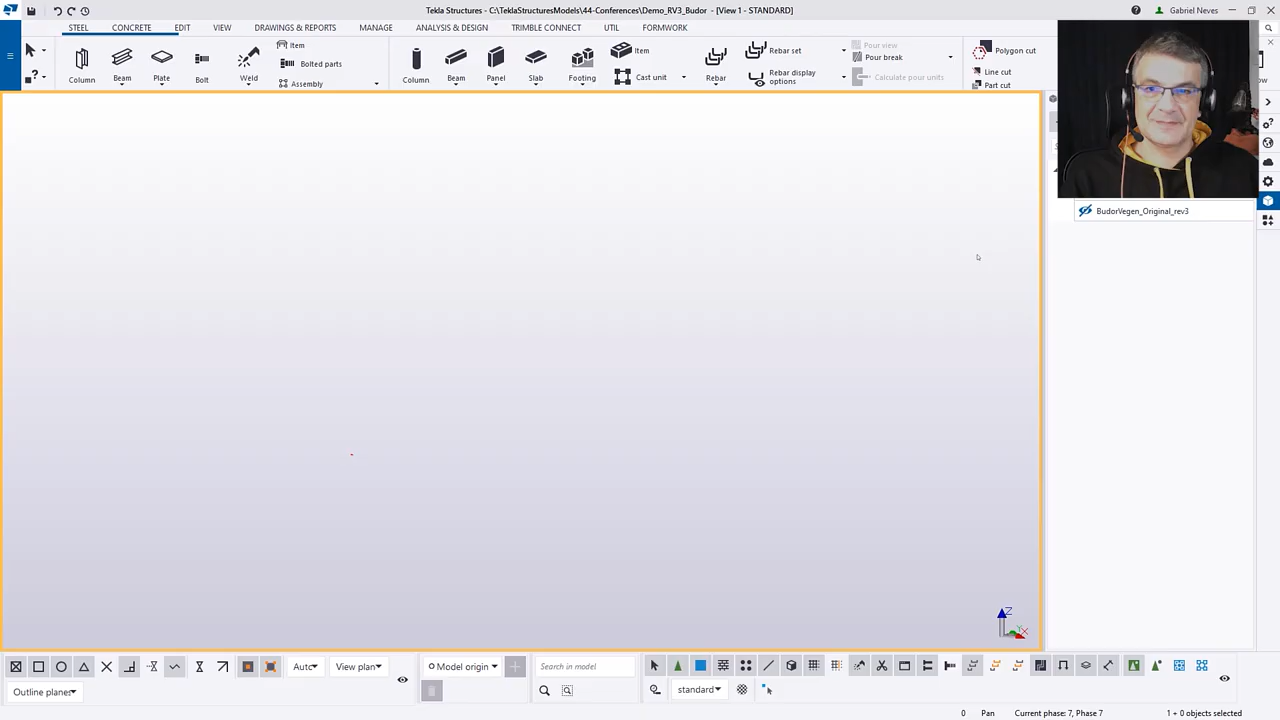 Tekla Structures - C:\TeklaStructuresModels\44-Conferences\Demo_RV3_Budor - [View 1 - STANDARD]
Gabriel Neves
STEEL CONCRETE EDIT VIEW DRAWINGS & REPORTS MANAGE ANALYSIS & DESIGN TRIMBLE CONNECT UTIL FORMWORK
Column Beam Plate Bolt Weld
Item
Bolted parts
Assembly
Column Beam Panel Slab Footing
Item
Cast unit
Rebar
Rebar set
Rebar display
options
Pour view
Pour break
Calculate pour units
Polygon cut
Line cut
Part cut
BudorVegen_Original_rev3
Z
X
Auto
View plan
Model origin
Search in model
Outline planes
standard
0 Pan Current phase: 7, Phase 7 1 + 0 objects selected